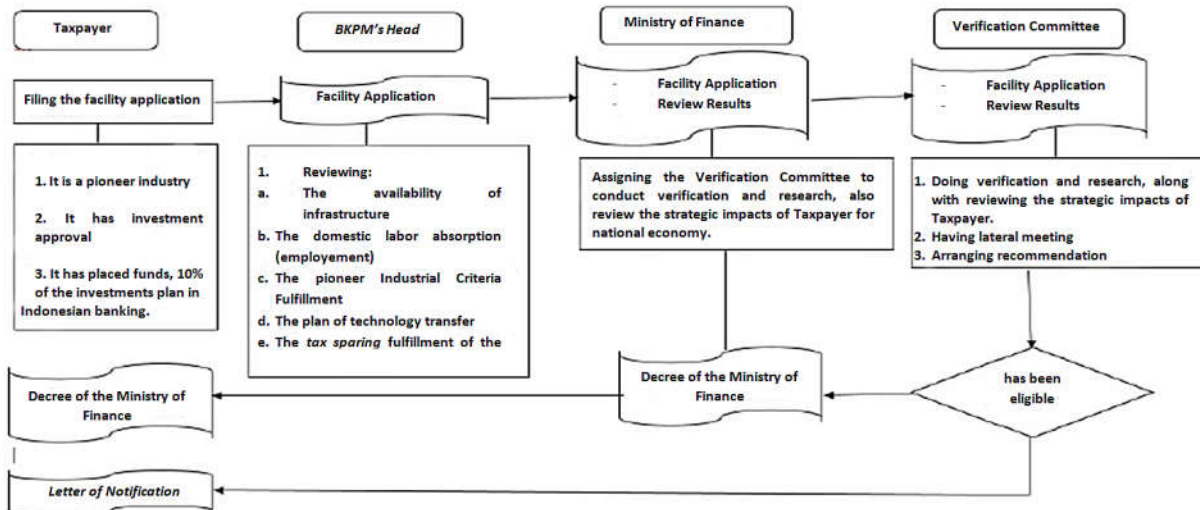 Taxpayer
BKPM's Head
Ministry of Finance
Verification Committee
Filing the facility application
Facility Application
- Facility Application
- Review Results
- Facility Application
- Review Results
1. It is a pioneer industry
2. It has investment
approval
3. It has placed funds, 10%
of the investments plan in
Indonesian banking.
1. Reviewing:
a. The availability of
infrastructure
b. The domestic labor absorption
(employement)
c. The pioneer Industrial Criteria
Fulfillment
d. The plan of technology transfer
e. The tax sparing fulfillment of the
Assigning the Verification Committee to
conduct verification and research, also
review the strategic impacts of Taxpayer for
national economy.
1. Doing verification and research, along
with reviewing the strategic impacts of
Taxpayer.
2. Having lateral meeting
3. Arranging recommendation
Decree of the Ministry of
Finance
Decree of the Ministry of
Finance
has been
eligible
Letter of Notification